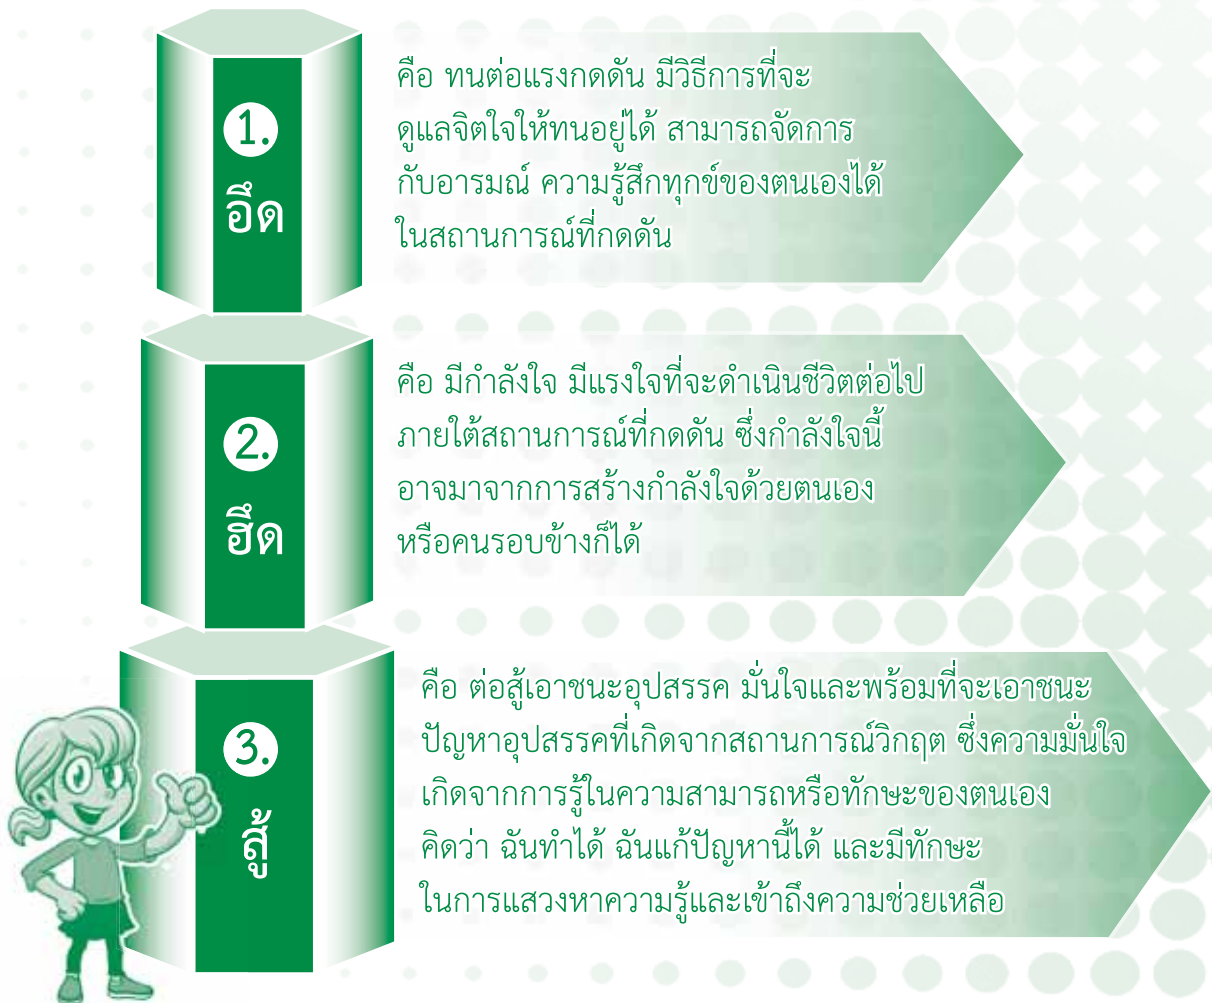 1.
อึด
คือ ทนต่อแรงกดดัน มีวิธีการที่จะ
ดูแลจิตใจให้ทนอยู่ได้ สามารถจัดการ
กับอารมณ์ ความรู้สึกทุกข์ของตนเองได้
ในสถานการณ์ที่กดดัน
2.
ฮึด
คือ มีกำลังใจ มีแรงใจที่จะดำเนินชีวิตต่อไป
ภายใต้สถานการณ์ที่กดดัน ซึ่งกำลังใจนี้
อาจมาจากการสร้างกำลังใจด้วยตนเอง
หรือคนรอบข้างก็ได้
3.
สู้
คือ ต่อสู้เอาชนะอุปสรรค มั่นใจและพร้อมที่จะเอาชนะ
ปัญหาอุปสรรคที่เกิดจากสถานการณ์วิกฤต ซึ่งความมั่นใจ
เกิดจากการรู้ในความสามารถหรือทักษะของตนเอง
คิดว่า ฉันทำได้ ฉันแก้ปัญหานี้ได้ และมีทักษะ
ในการแสวงหาความรู้และเข้าถึงความช่วยเหลือ